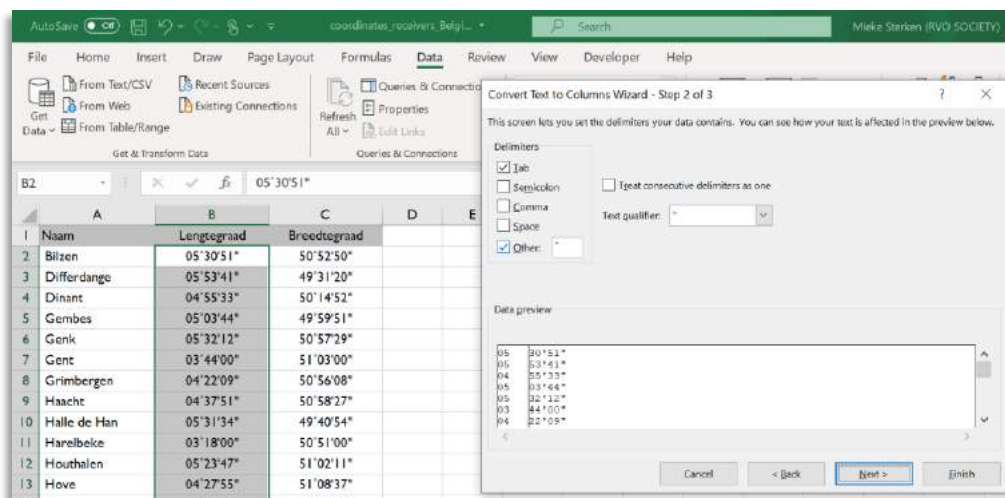 AutoSave Off coordinates_receivers_Belgi... Search Mieke Sterken (RVO SOCIETY)
File Home Insert Draw Page Layout Formulas Data Review View Developer Help
Get Data
From Text/CSV
From Web
From Table/Range
Recent Sources
Existing Connections
Get & Transform Data
Refresh All
Queries & Connectio
Properties
Edit Links
Queries & Connections
B2 fx 05°30'51"
A B C D E
1 Naam Lengtegraad Breedtegraad
2 Bilzen 05°30'51" 50°52'50"
3 Differdange 05°53'41" 49°31'20"
4 Dinant 04°55'33" 50°14'52"
5 Gembes 05°03'44" 49°59'51"
6 Genk 05°32'12" 50°57'29"
7 Gent 03°44'00" 51°03'00"
8 Grimbergen 04°22'09" 50°56'08"
9 Haacht 04°37'51" 50°58'27"
10 Halle de Han 05°31'34" 49°40'54"
11 Harelbeke 03°18'00" 50°51'00"
12 Houthalen 05°23'47" 51°02'11"
13 Hove 04°27'55" 51°08'37"
Convert Text to Columns Wizard - Step 2 of 3 ? ×
This screen lets you set the delimiters your data contains. You can see how your text is affected in the preview below.
Delimiters
Tab
Semicolon
Comma
Space
Other: °
Treat consecutive delimiters as one
Text qualifier: "
Data preview
05 30'51"
05 53'41"
04 55'33"
05 03'44"
05 32'12"
03 44'00"
04 22'09"
Cancel < Back Next > Finish